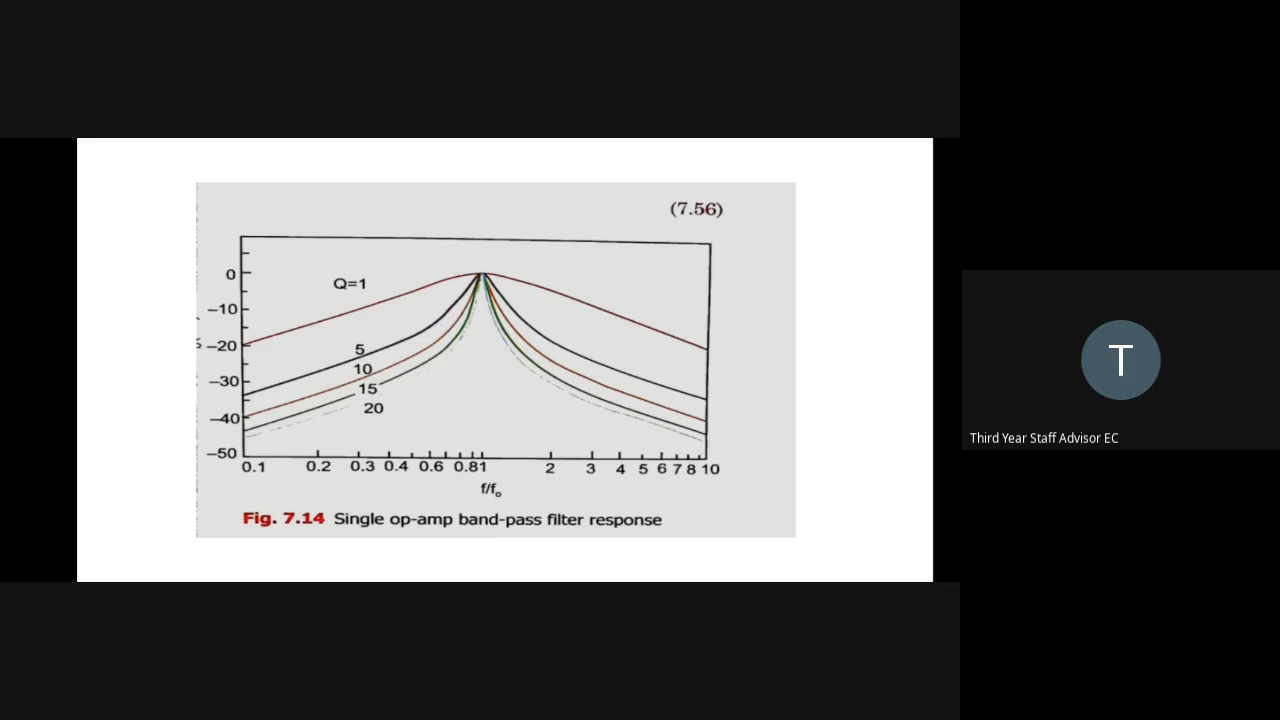 (7.56)
0
Q=1
−10
−20
5
10
−30
15
20
−40
−50
0.1 0.2 0.3 0.4 0.6 0.8 1 2 3 4 5 6 7 8 10
f/fo
Fig. 7.14 Single op-amp band-pass filter response
T
Third Year Staff Advisor EC